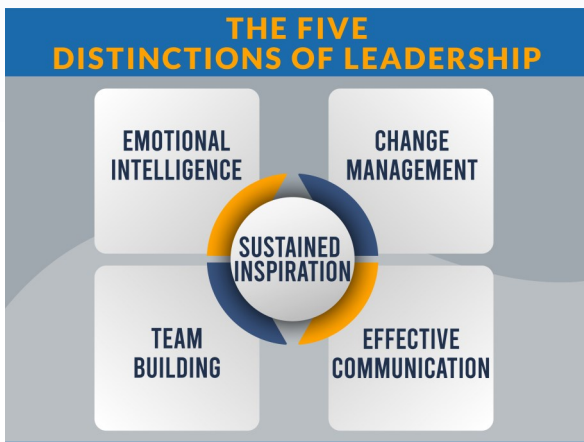 THE FIVE
DISTINCTIONS OF LEADERSHIP
EMOTIONAL
INTELLIGENCE
CHANGE
MANAGEMENT
SUSTAINED
INSPIRATION
TEAM
BUILDING
EFFECTIVE
COMMUNICATION